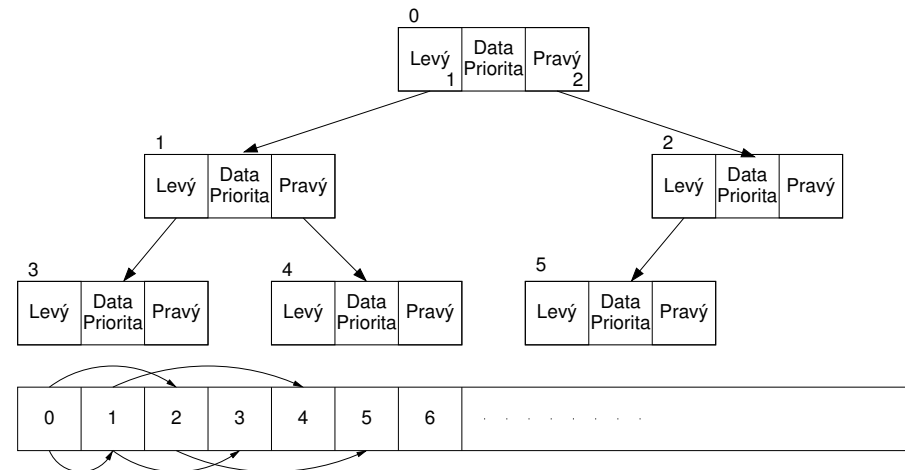 0
Levý Data Priorita Pravý
1 2
1
2
Levý Data Priorita Pravý
Levý Data Priorita Pravý
3
4
5
Levý Data Priorita Pravý
Levý Data Priorita Pravý
Levý Data Priorita Pravý
0 1 2 3 4 5 6 . . . . . . . .